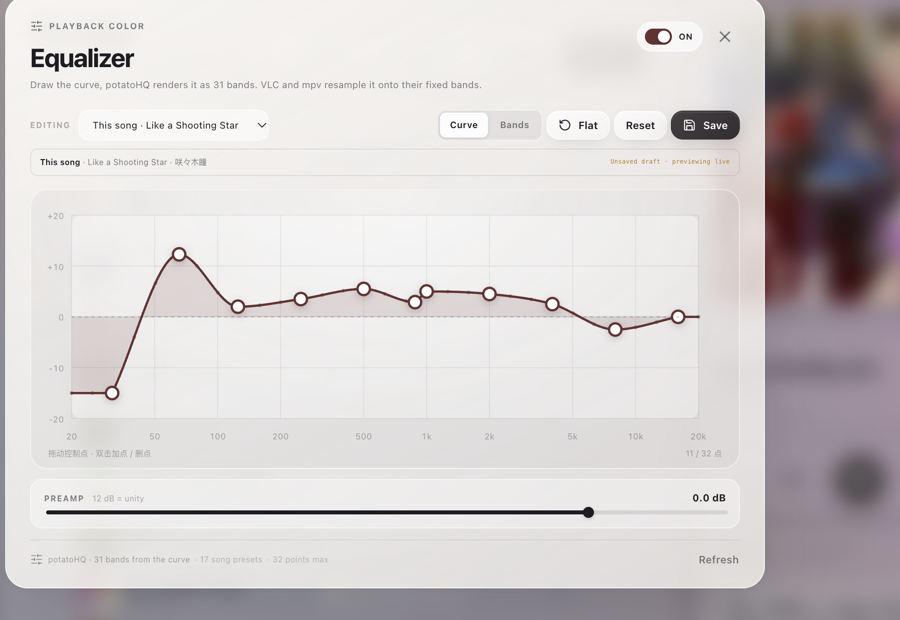 PLAYBACK COLOR
ON
Equalizer
Draw the curve, potatoHQ renders it as 31 bands. VLC and mpv resample it onto their fixed bands.
EDITING This song · Like a Shooting Star Curve Bands Flat Reset Save
This song · Like a Shooting Star · 咲々木瞳 Unsaved draft · previewing live
+20
+10
0
-10
-20
20 50 100 200 500 1k 2k 5k 10k 20k
拖动控制点 · 双击加点 / 删点 11 / 32 点
PREAMP 12 dB = unity 0.0 dB
potatoHQ · 31 bands from the curve · 17 song presets · 32 points max Refresh